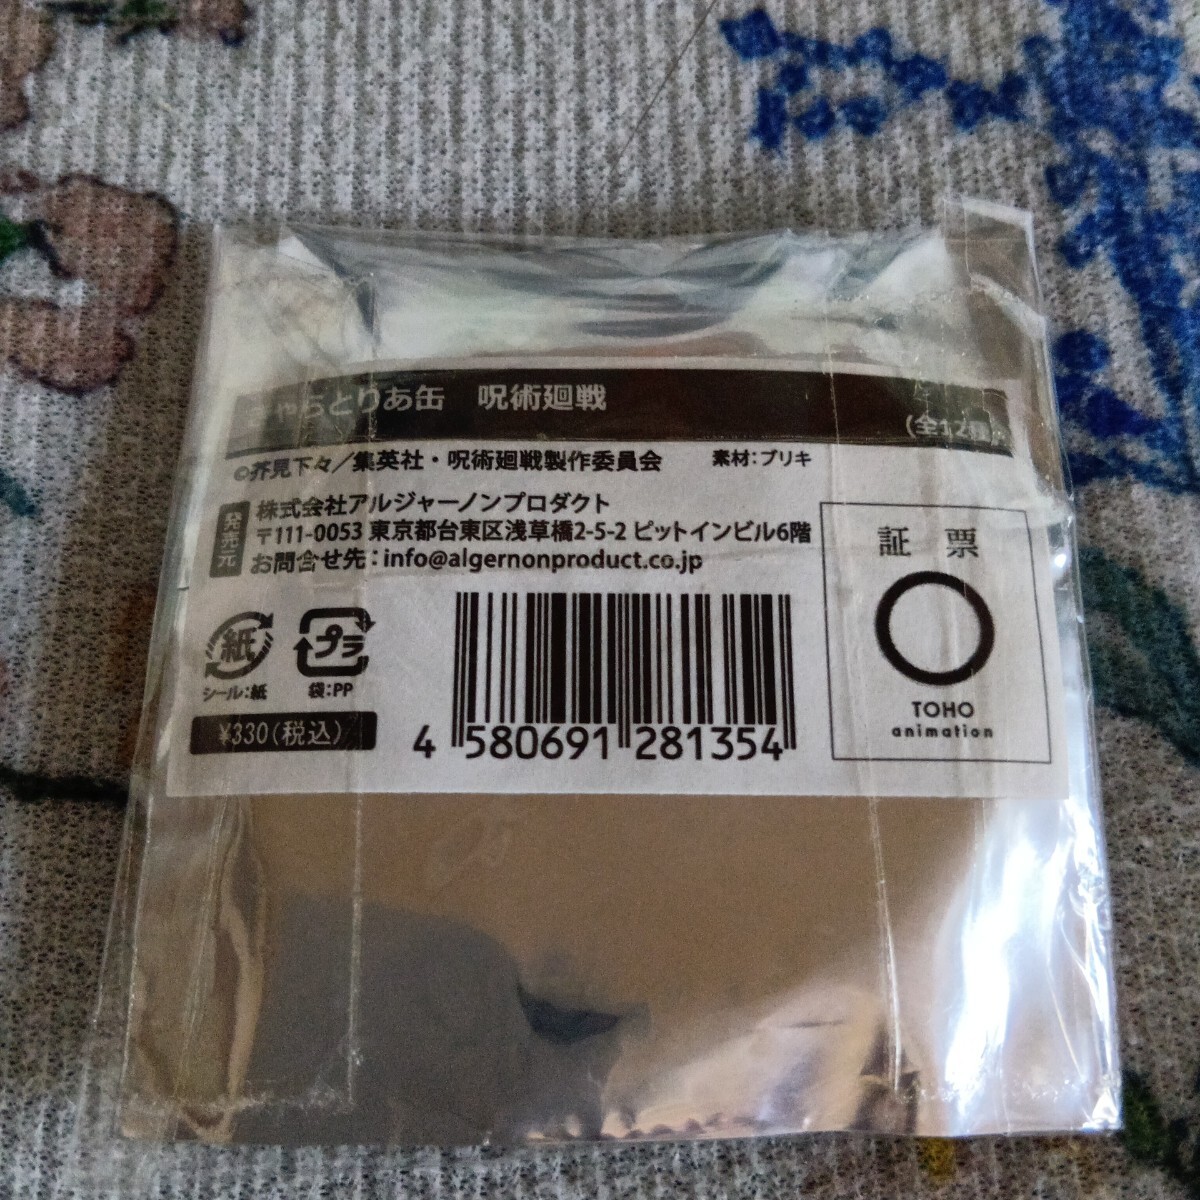 きゃらとりあ缶 呪術廻戦
(全12種)
©芥見下々/集英社・呪術廻戦製作委員会 素材:ブリキ
発売元
株式会社アルジャーノンプロダクト
〒111-0053 東京都台東区浅草橋2-5-2 ピットインビル6階
お問合せ先:info@algernonproduct.co.jp
証票
TOHO
animation
紙
プラ
シール:紙
袋:PP
¥330(税込)
4 580691 281354